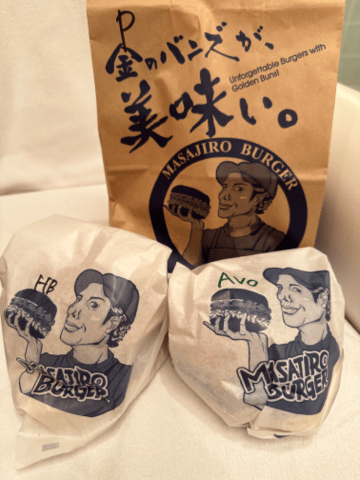 金のバンズが、
美味い。
Unforgettable Burgers with
Golden Buns!
MASAJIRO BURGER
HB
MASAJIRO
BURGER
AVO
MASAJIRO
BURGER